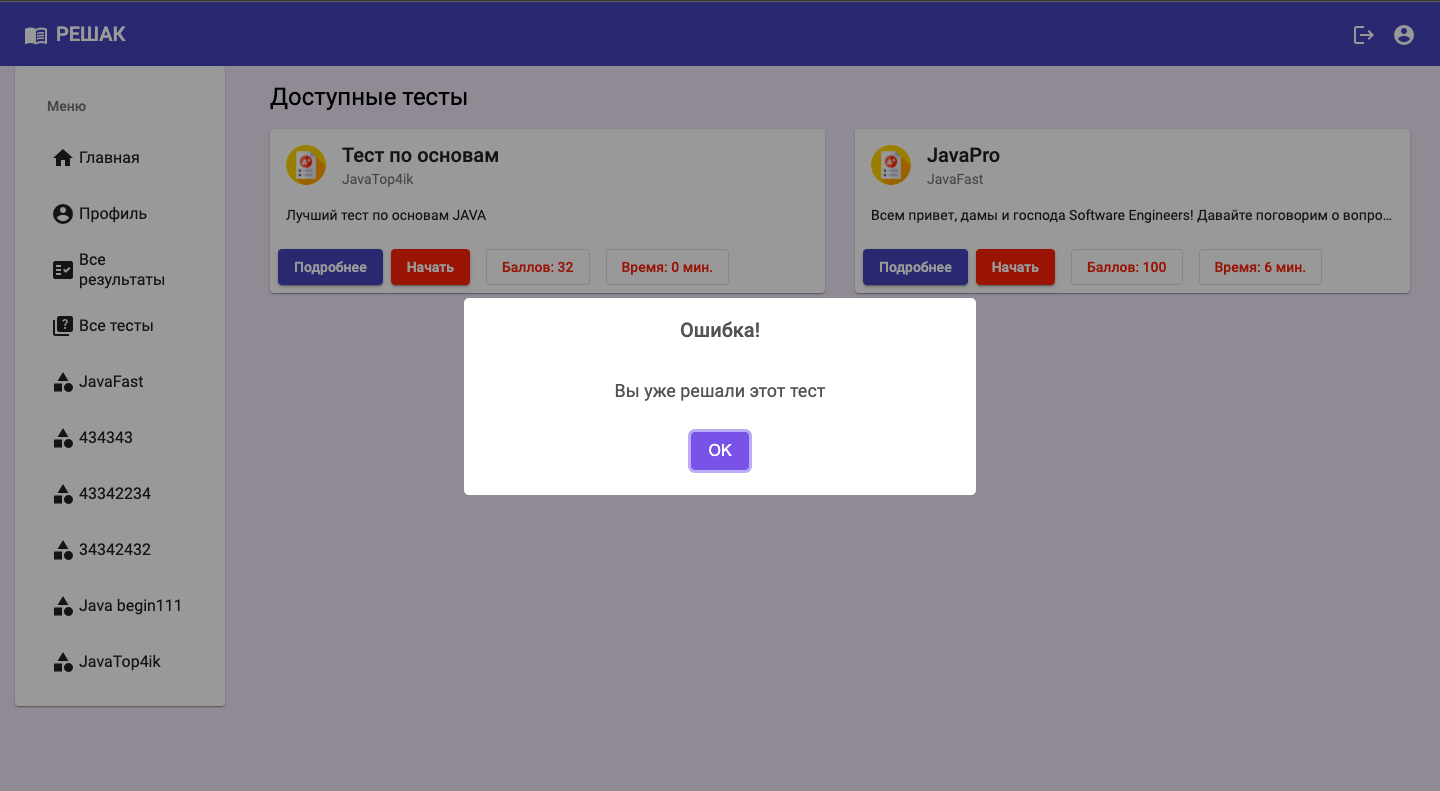 РЕШАК
Меню
Главная
Профиль
Все
результаты
Все тесты
JavaFast
434343
43342234
34342432
Java begin111
JavaTop4ik
Доступные тесты
Тест по основам
JavaTop4ik
Лучший тест по основам JAVA
Подробнее Начать Баллов: 32 Время: 0 мин.
JavaPro
JavaFast
Всем привет, дамы и господа Software Engineers! Давайте поговорим о вопро...
Подробнее Начать Баллов: 100 Время: 6 мин.
Ошибка!
Вы уже решали этот тест
OK